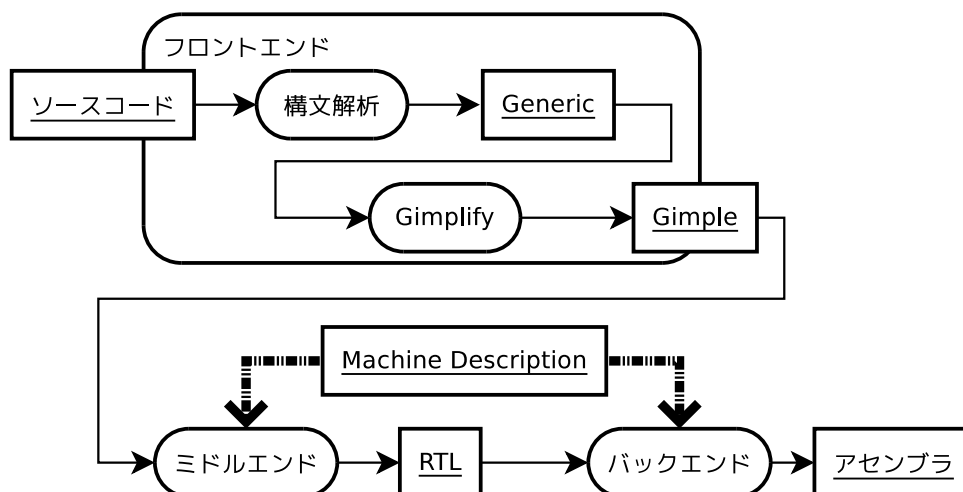 フロントエンド
ソースコード
構文解析
Generic
Gimplify
Gimple
Machine Description
ミドルエンド
RTL
バックエンド
アセンブラ